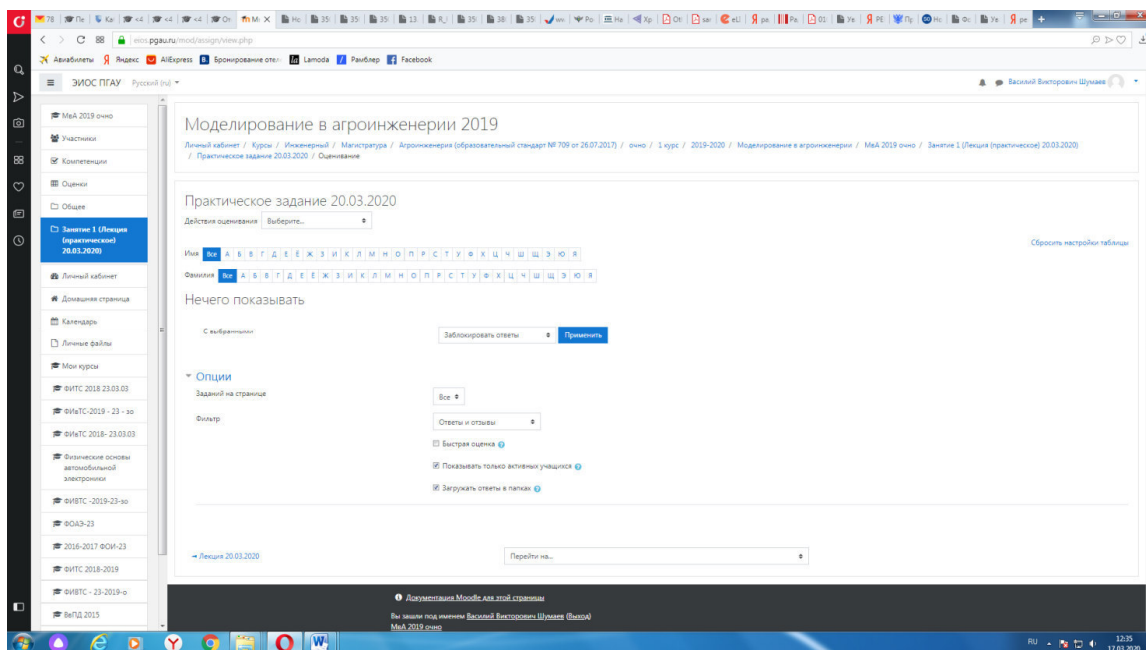 eios.pgau.ru/mod/assign/view.php
Авиабилеты Яндекс AliExpress Lamoda Рамблер Facebook
ЭИОС ПГАУ Русский (ru)
Василий Викторович Шумаев
МеА 2019 очно
Участники
Компетенции
Оценки
Общее
Занятие 1 (Лекция
(практическое)
20.03.2020)
Личный кабинет
Домашняя страница
Календарь
Личные файлы
Мои курсы
ФИТС 2018 23.03.03
ФИвТС-2019 - 23 - зо
ФИвТС 2018- 23.03.03
Физические основы
автомобильной
электроники
ФИВТС -2019-23-зо
ФОАЭ-23
2016-2017 ФОИ-23
ФИТС 2018-2019
ФИВТС - 23-2019-о
ВвПД 2015
Моделирование в агроинженерии 2019
Личный кабинет / Курсы / Инженерный / Магистратура / Агроинженерия (образовательный стандарт № 709 от 26.07.2017) / очно / 1 курс / 2019-2020 / Моделирование в агроинженерии / МеА 2019 очно / Занятие 1 (Лекция (практическое) 20.03.2020)
/ Практическое задание 20.03.2020 / Оценивание
Практическое задание 20.03.2020
Действия оценивания Выберите...
Сбросить настройки таблицы
Имя Все А Б В Г Д Е Ё Ж З И К Л М Н О П Р С Т У Ф Х Ц Ч Ш Щ Э Ю Я
Фамилия Все А Б В Г Д Е Ё Ж З И К Л М Н О П Р С Т У Ф Х Ц Ч Ш Щ Э Ю Я
Нечего показывать
С выбранными Заблокировать ответы Применить
Опции
Заданий на странице Все
Фильтр Ответы и отзывы
Быстрая оценка
Показывать только активных учащихся
Загружать ответы в папках
Лекция 20.03.2020 Перейти на...
Документация Moodle для этой страницы
Вы зашли под именем Василий Викторович Шумаев (Выход)
МеА 2019 очно
RU 12:35
17.03.2020